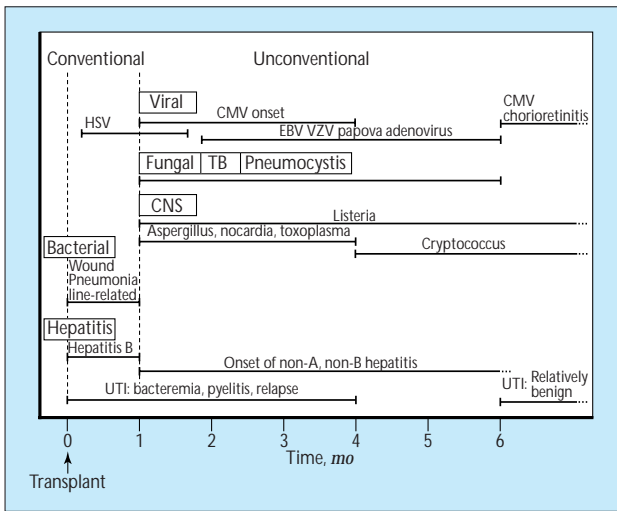 Conventional Unconventional
Viral
CMV onset
CMV
chorioretinitis
HSV
EBV VZV papova adenovirus
Fungal TB Pneumocystis
CNS
Listeria
Aspergillus, nocardia, toxoplasma
Cryptococcus
Bacterial
Wound
Pneumonia
line-related
Hepatitis
Hepatitis B
Onset of non-A, non-B hepatitis
UTI: bacteremia, pyelitis, relapse
UTI: Relatively
benign
0 1 2 3 4 5 6
Time, mo
Transplant